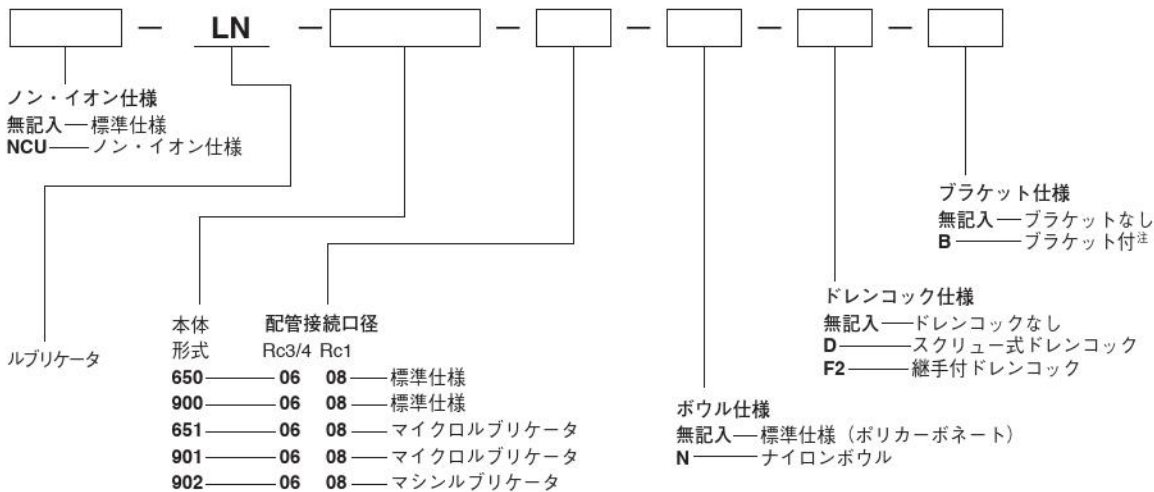 — LN — — — — —
ノン・イオン仕様
無記入—標準仕様
NCU—ノン・イオン仕様
ルブリケータ
本体 配管接続口径
形式 Rc3/4 Rc1
650—06 08—標準仕様
900—06 08—標準仕様
651—06 08—マイクロルブリケータ
901—06 08—マイクロルブリケータ
902—06 08—マシンルブリケータ
ボウル仕様
無記入—標準仕様（ポリカーボネート）
N—ナイロンボウル
ドレンコック仕様
無記入—ドレンコックなし
D—スクリュー式ドレンコック
F2—継手付ドレンコック
ブラケット仕様
無記入—ブラケットなし
B—ブラケット付注